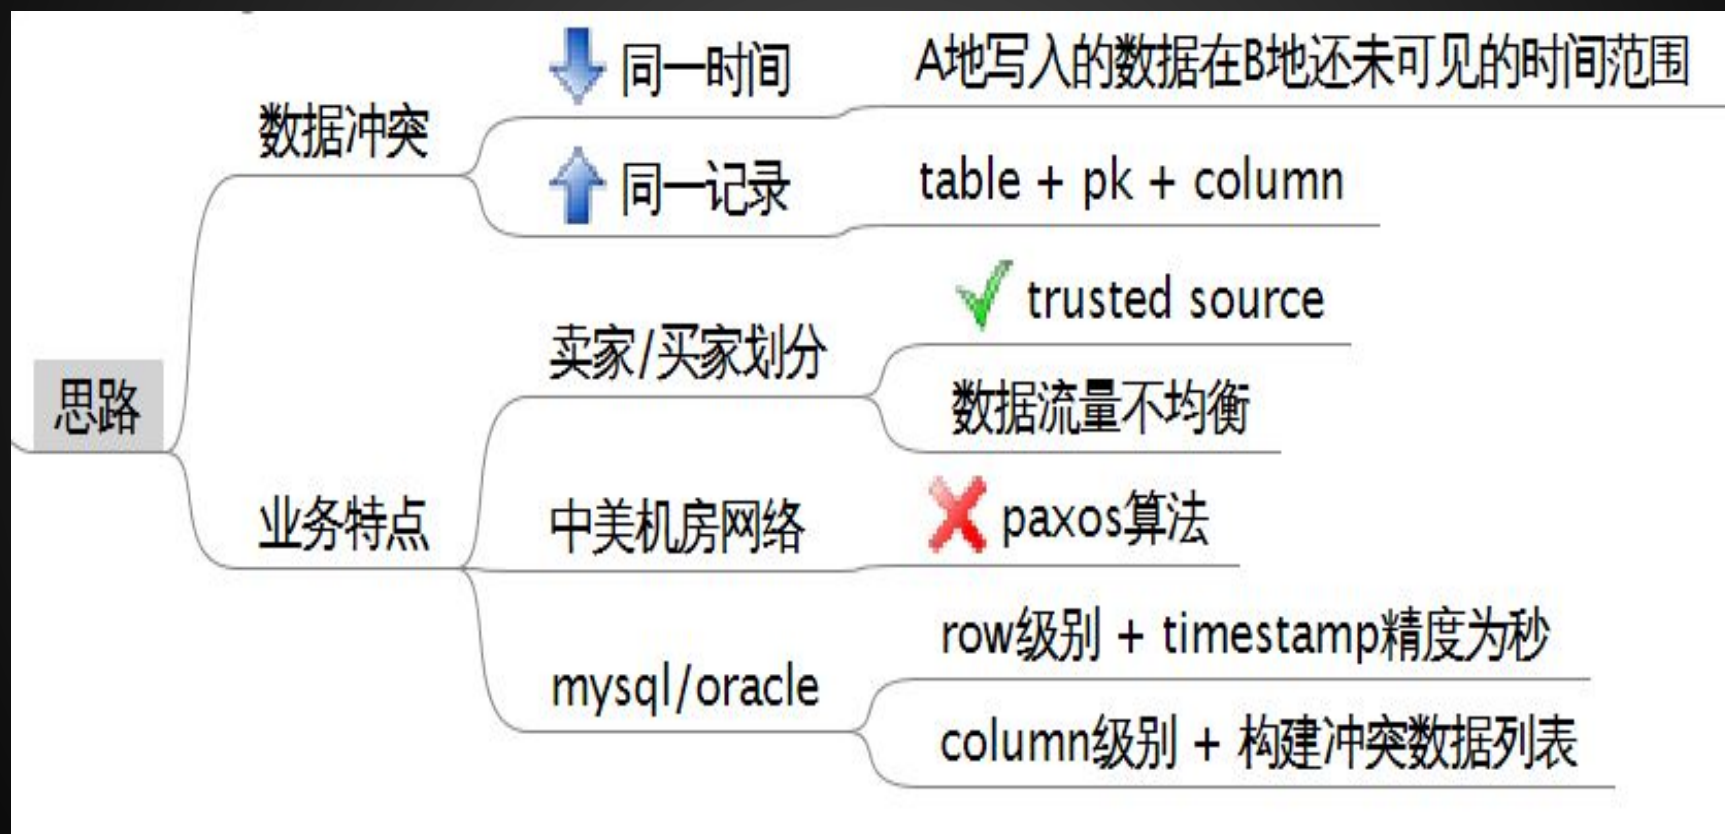 同一时间
A地写入的数据在B地还未可见的时间范围
数据冲突
同一记录
table + pk + column
trusted source
卖家/买家划分
数据流量不均衡
思路
业务特点
中美机房网络
paxos算法
row级别 + timestamp精度为秒
mysql/oracle
column级别 + 构建冲突数据列表